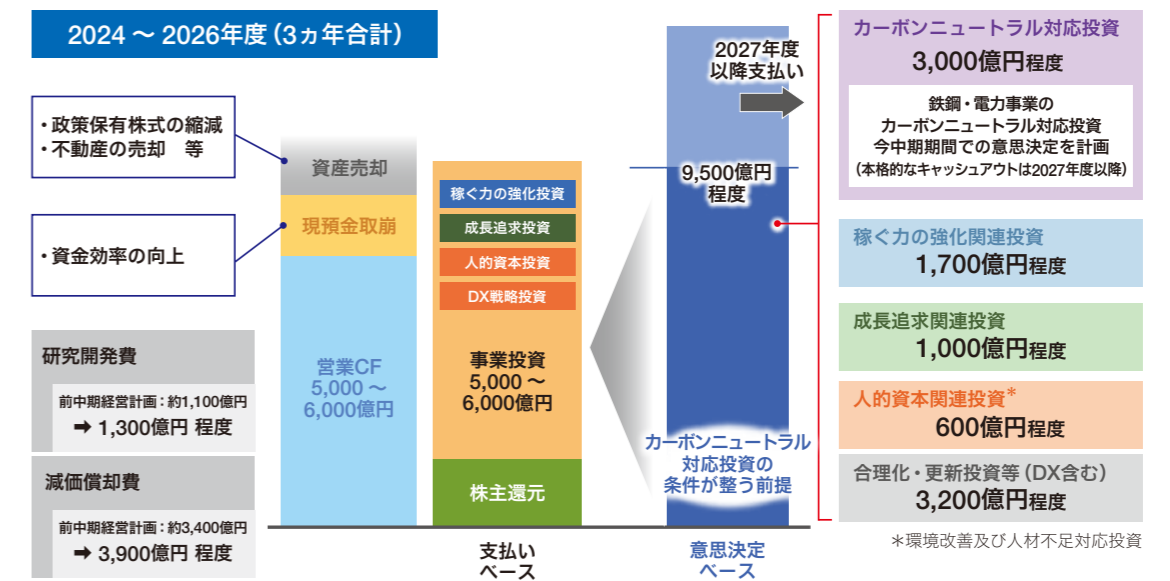 2024 ~ 2026年度(3ヵ年合計)
・政策保有株式の縮減
・不動産の売却 等
・資金効率の向上
研究開発費
前中期経営計画:約1,100億円
➡ 1,300億円 程度
減価償却費
前中期経営計画:約3,400億円
➡ 3,900億円 程度
資産売却
現預金取崩
営業CF
5,000 ~
6,000億円
稼ぐ力の強化投資
成長追求投資
人的資本投資
DX戦略投資
事業投資
5,000 ~
6,000億円
株主還元
支払い
ベース
2027年度
以降支払い
9,500億円
程度
カーボンニュートラル
対応投資の
条件が整う前提
意思決定
ベース
カーボンニュートラル対応投資
3,000億円程度
鉄鋼・電力事業の
カーボンニュートラル対応投資
今中期期間での意思決定を計画
(本格的なキャッシュアウトは2027年度以降)
稼ぐ力の強化関連投資
1,700億円程度
成長追求関連投資
1,000億円程度
人的資本関連投資*
600億円程度
合理化・更新投資等(DX含む)
3,200億円程度
*環境改善及び人材不足対応投資